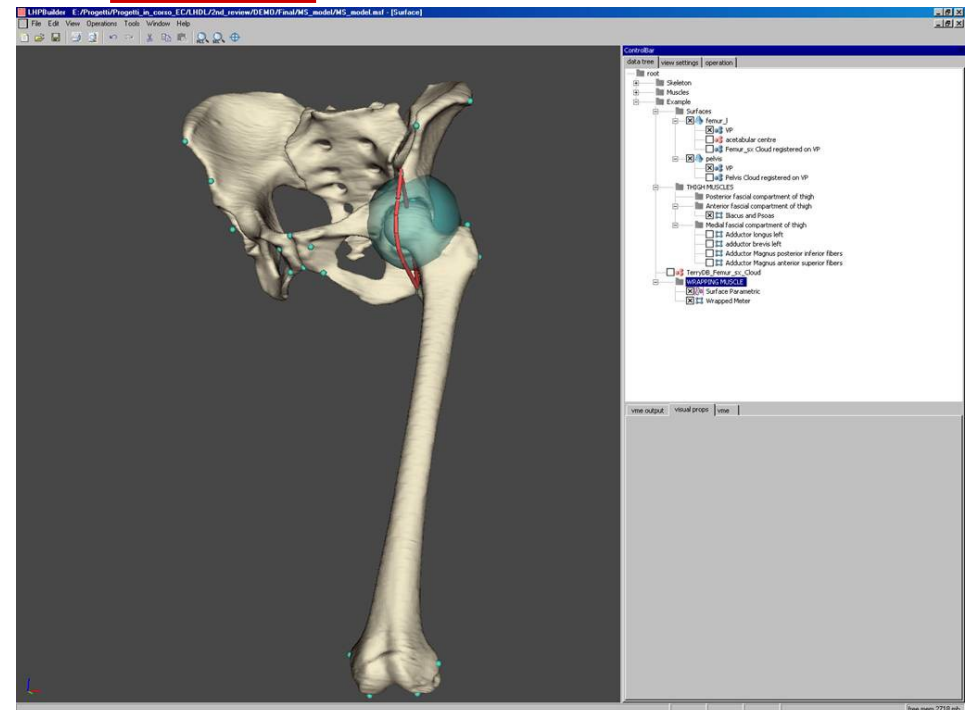 LHPBuilder E:/Progetti/Progetti_in_corso_EC/LHDL/2nd_review/DEMO/Final/MS_model/MS_model.msf - [Surface]
File Edit View Operations Tools Window Help
ControlBar
data tree view settings operation
root
Skeleton
Muscles
Example
Surfaces
femur_l
VP
acetabular centre
Femur_sx Cloud registered on VP
pelvis
VP
Pelvis Cloud registered on VP
THIGH MUSCLES
Posterior fascial compartment of thigh
Anterior fascial compartment of thigh
Iliacus and Psoas
Medial fascial compartment of thigh
Adductor longus left
adductor brevis left
Adductor Magnus posterior inferior fibers
Adductor Magnus anterior superior fibers
TerryDB_Femur_sx_Cloud
WRAPPING MUSCLE
Surface Parametric
Wrapped Meter
vme output visual props vme
free mem 2718 mb